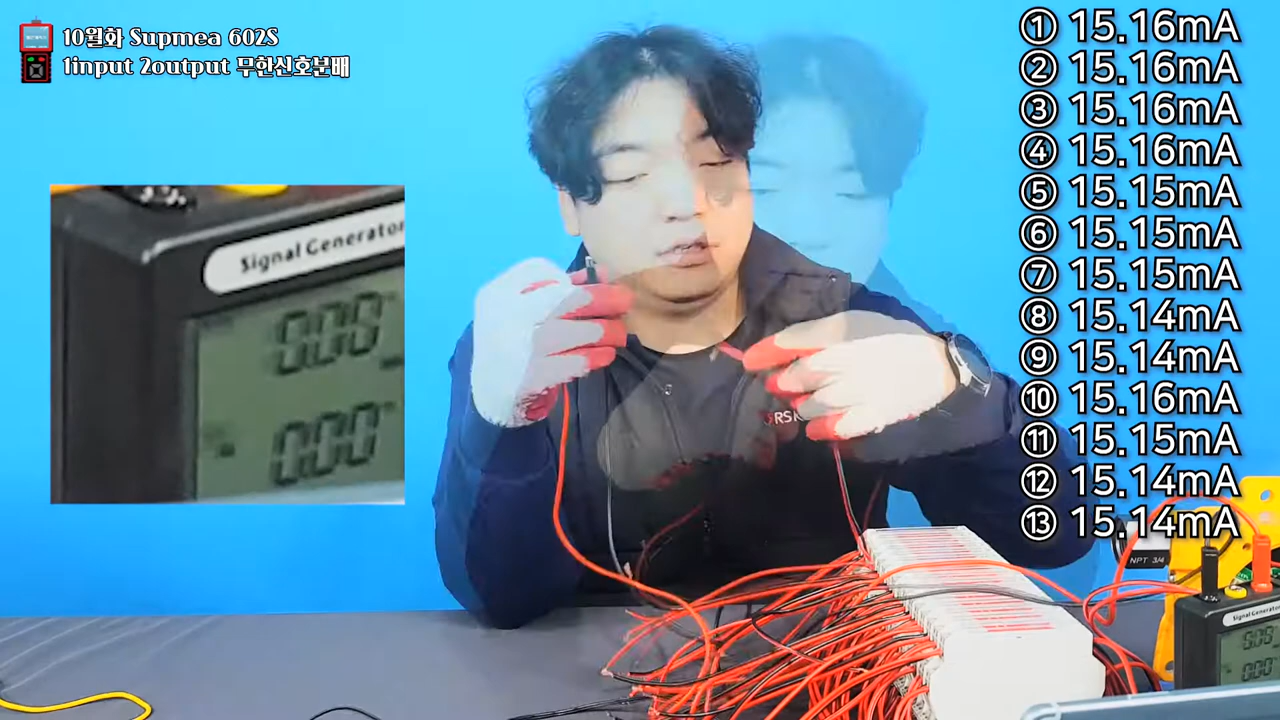 10월화 Supmea 602S
1input 2output 무한신호분배
① 15.16mA
② 15.16mA
③ 15.16mA
④ 15.16mA
⑤ 15.15mA
⑥ 15.15mA
⑦ 15.15mA
⑧ 15.14mA
⑨ 15.14mA
⑩ 15.16mA
⑪ 15.15mA
⑫ 15.14mA
⑬ 15.14mA
Signal Generator
0.00
NPT 3/4
Signal Generator